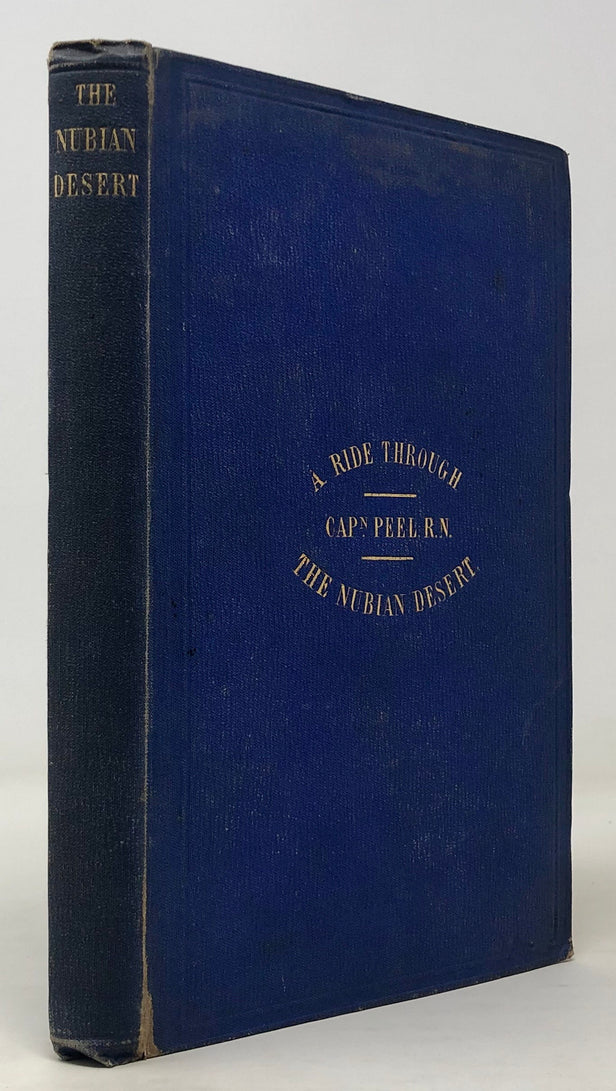 THE
NUBIAN
DESERT
A RIDE THROUGH
CAPᴺ PEEL. R.N.
THE NUBIAN DESERT.